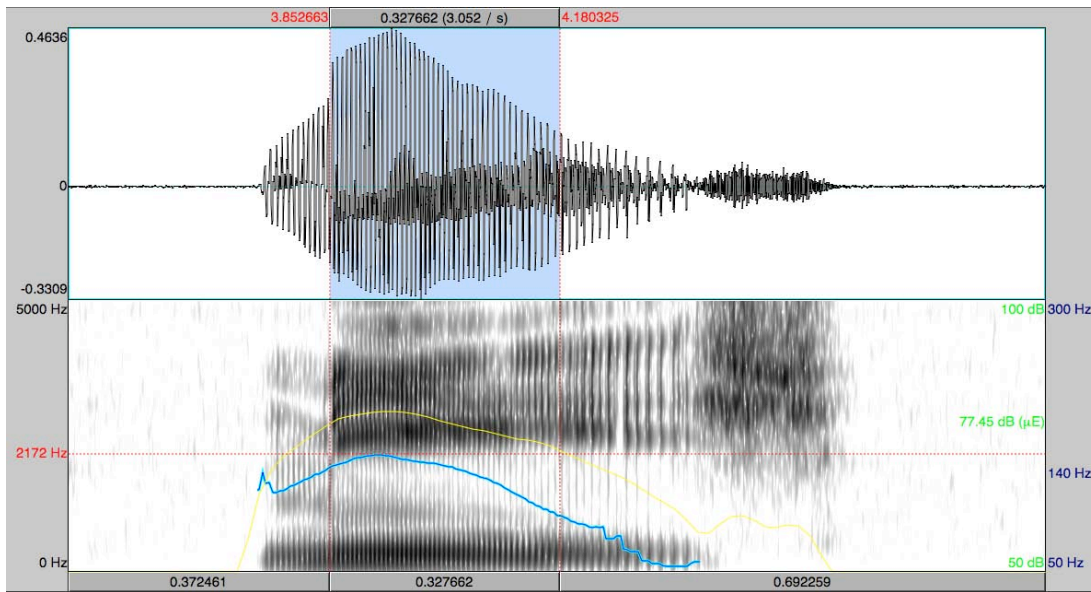 3.852663 0.327662 (3.052 / s) 4.180325
0.4636
0
-0.3309
5000 Hz 100 dB 300 Hz
77.45 dB (µE)
2172 Hz
140 Hz
0 Hz 50 dB 50 Hz
0.372461 0.327662 0.692259